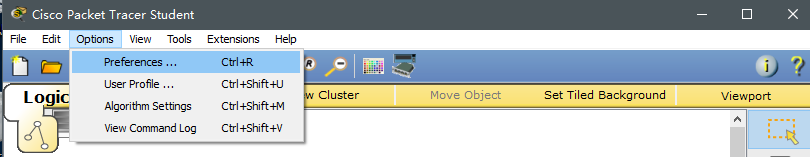 Cisco Packet Tracer Student
File Edit Options View Tools Extensions Help
Preferences ... Ctrl+R
User Profile ... Ctrl+Shift+U
Algorithm Settings Ctrl+Shift+M
View Command Log Ctrl+Shift+V
R i ?
Logic Cluster Move Object Set Tiled Background Viewport